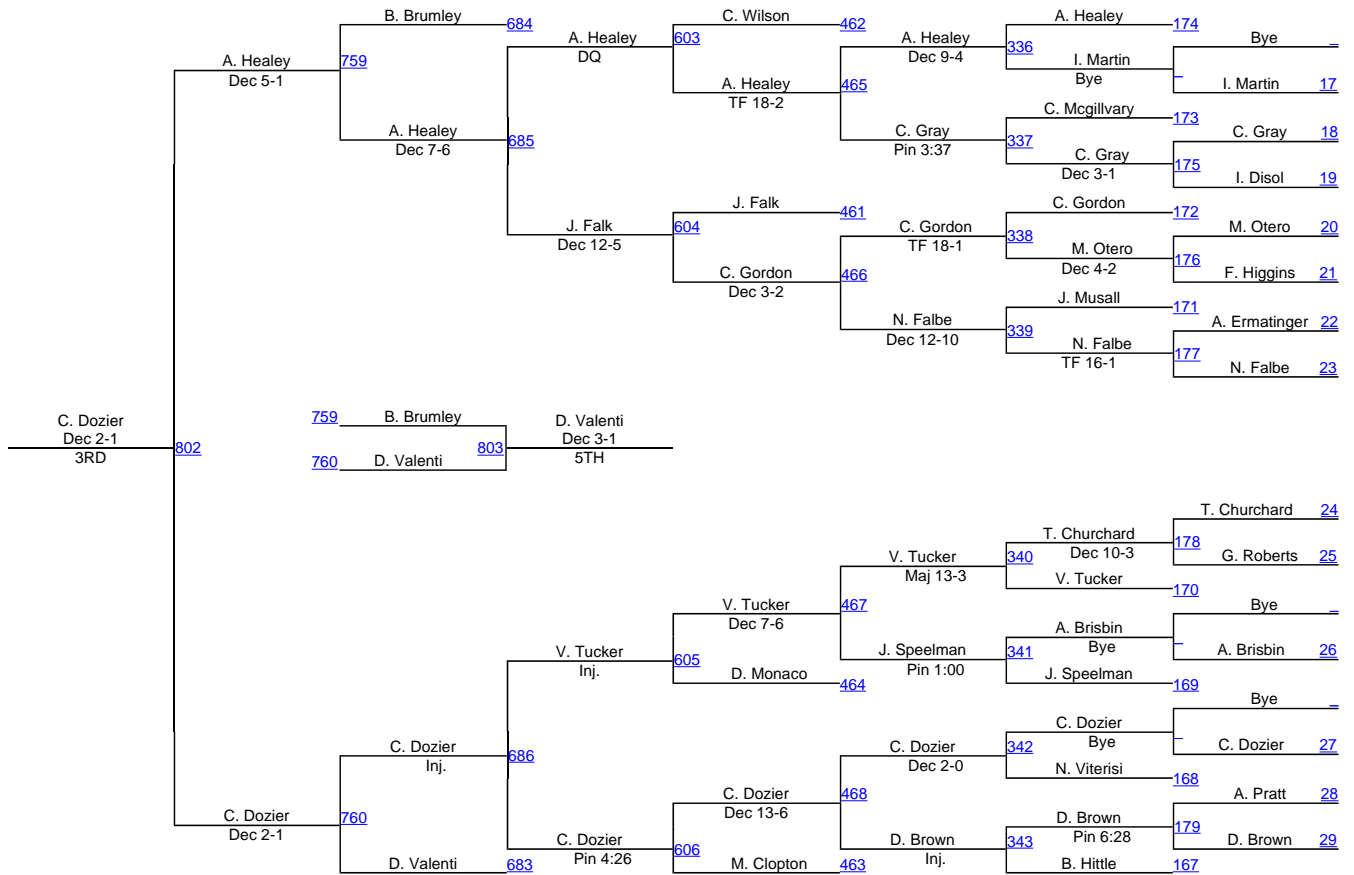 B. Brumley 684 C. Wilson 462 A. Healey 174
A. Healey 603 A. Healey Bye _
DQ Dec 9-4 336
A. Healey 759 I. Martin
Dec 5-1 A. Healey 465 Bye _ I. Martin 17
TF 18-2
C. Mcgillvary 173
A. Healey 685 C. Gray 337 C. Gray 18
Dec 7-6 Pin 3:37 C. Gray 175
Dec 3-1 I. Disol 19
J. Falk 461 C. Gordon 172
J. Falk 604 C. Gordon 338 M. Otero 20
Dec 12-5 TF 18-1 M. Otero 176
C. Gordon 466 Dec 4-2 F. Higgins 21
Dec 3-2
J. Musall 171
N. Falbe 339 A. Ermatinger 22
Dec 12-10 N. Falbe 177
TF 16-1 N. Falbe 23
C. Dozier 759 B. Brumley D. Valenti
Dec 2-1 802 803 Dec 3-1
3RD 760 D. Valenti 5TH
T. Churchard 24
T. Churchard 178
V. Tucker 340 Dec 10-3 G. Roberts 25
Maj 13-3 V. Tucker 170
V. Tucker 467 Bye _
Dec 7-6 A. Brisbin _
V. Tucker 605 J. Speelman 341 Bye A. Brisbin 26
Inj. D. Monaco 464 Pin 1:00 J. Speelman 169
Bye _
C. Dozier 686 C. Dozier 342 C. Dozier _
Inj. Dec 2-0 Bye C. Dozier 27
N. Viterisi 168
C. Dozier 468 A. Pratt 28
C. Dozier 760 Dec 13-6 D. Brown 179
Dec 2-1 C. Dozier 606 D. Brown 343 Pin 6:28 D. Brown 29
Pin 4:26 Inj.
D. Valenti 683 M. Clopton 463 B. Hittle 167